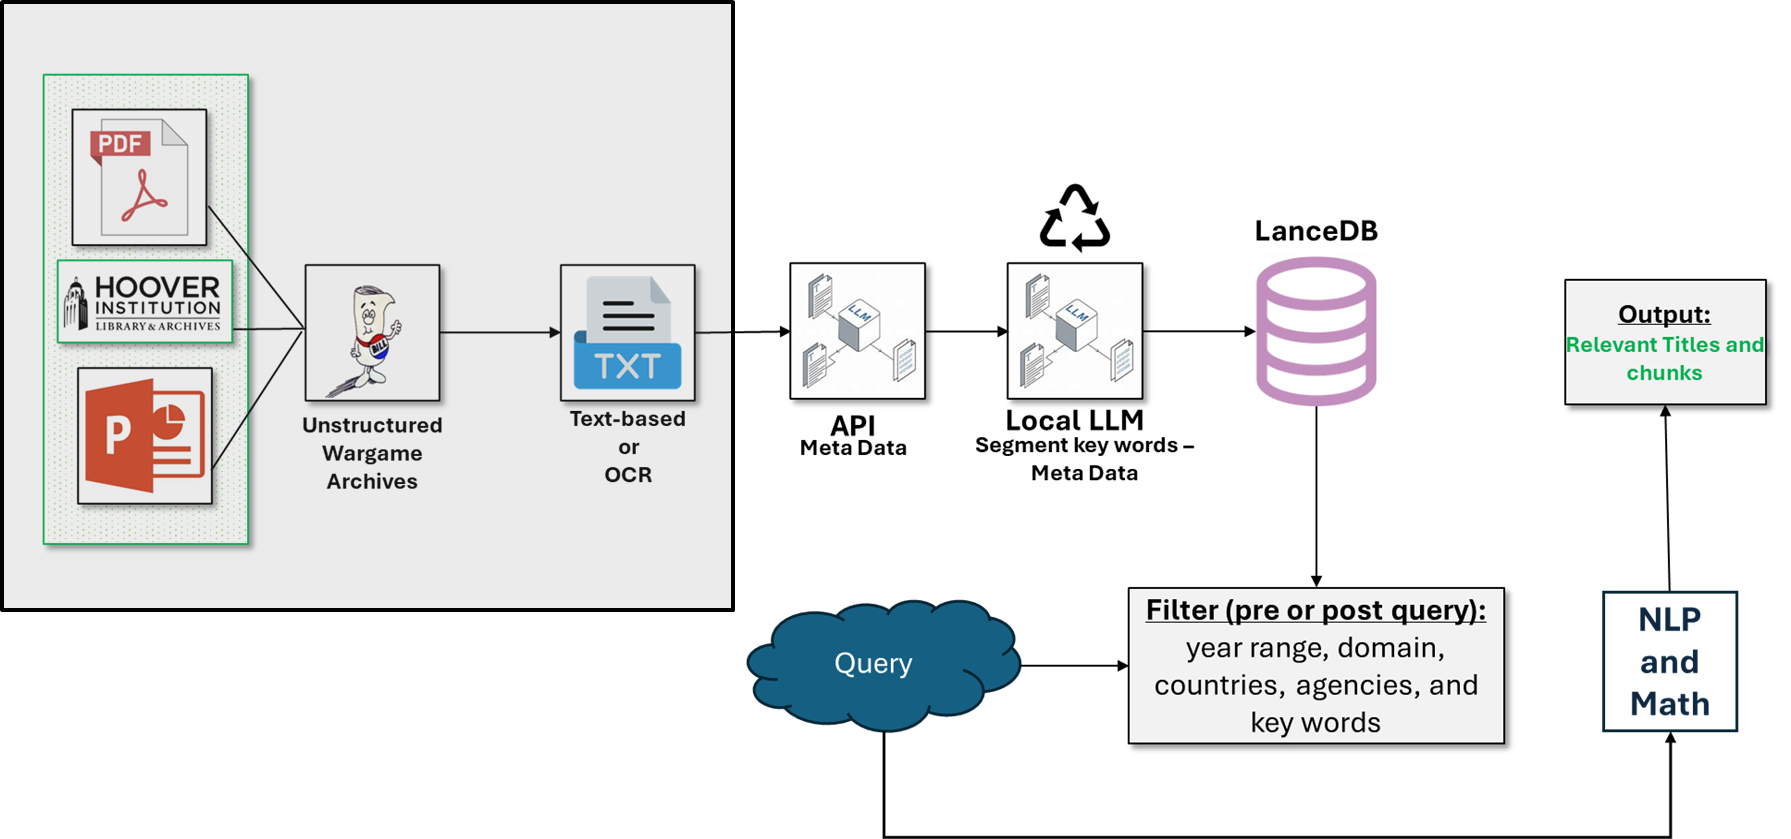 PDF
HOOVER
INSTITUTION
LIBRARY & ARCHIVES
P
BILL
Unstructured
Wargame
Archives
TXT
Text-based
or
OCR
LLM
API
Meta Data
LLM
Local LLM
Segment key words –
Meta Data
LanceDB
Output:
Relevant Titles and
chunks
Query
Filter (pre or post query):
year range, domain,
countries, agencies, and
key words
NLP
and
Math